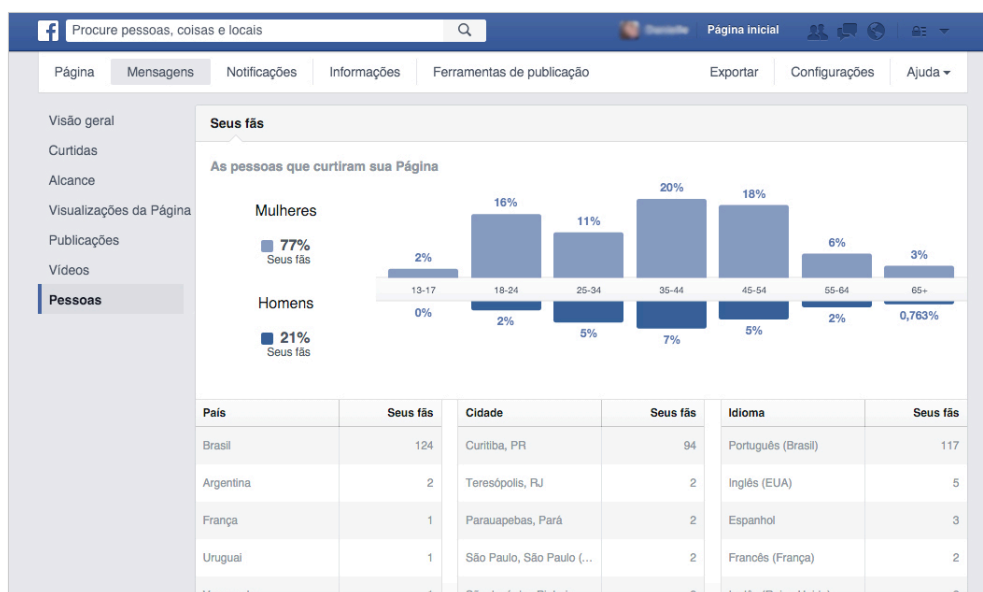 f Procure pessoas, coisas e locais Página inicial
Página Mensagens Notificações Informações Ferramentas de publicação Exportar Configurações Ajuda
Visão geral
Curtidas
Alcance
Visualizações da Página
Publicações
Vídeos
Pessoas
Seus fãs
As pessoas que curtiram sua Página
Mulheres
77%
Seus fãs
2% 16% 11% 20% 18% 6% 3%
13-17 18-24 25-34 35-44 45-54 55-64 65+
Homens
21%
Seus fãs
0% 2% 5% 7% 5% 2% 0,763%
País Seus fãs Cidade Seus fãs Idioma Seus fãs
Brasil 124 Curitiba, PR 94 Português (Brasil) 117
Argentina 2 Teresópolis, RJ 2 Inglês (EUA) 5
França 1 Parauapebas, Pará 2 Espanhol 3
Uruguai 1 São Paulo, São Paulo (... 2 Francês (França) 2